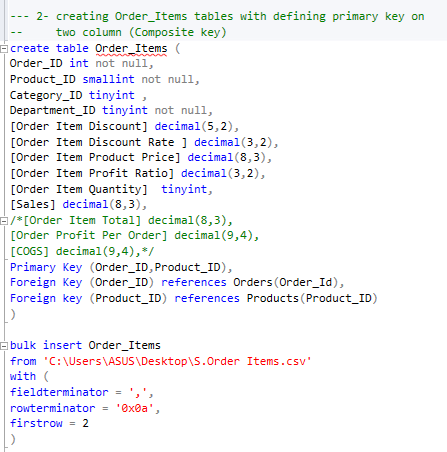 --- 2- creating Order_Items tables with defining primary key on
--     two column (Composite key)
create table Order_Items (
Order_ID int not null,
Product_ID smallint not null,
Category_ID tinyint ,
Department_ID tinyint not null,
[Order Item Discount] decimal(5,2),
[Order Item Discount Rate ] decimal(3,2),
[Order Item Product Price] decimal(8,3),
[Order Item Profit Ratio] decimal(3,2),
[Order Item Quantity]  tinyint,
[Sales] decimal(8,3),
/*[Order Item Total] decimal(8,3),
[Order Profit Per Order] decimal(9,4),
[COGS] decimal(9,4),*/
Primary Key (Order_ID,Product_ID),
Foreign Key (Order_ID) references Orders(Order_Id),
Foreign key (Product_ID) references Products(Product_ID)
)
bulk insert Order_Items
from 'C:\Users\ASUS\Desktop\S.Order Items.csv'
with (
fieldterminator = ',',
rowterminator = '0x0a',
firstrow = 2
)